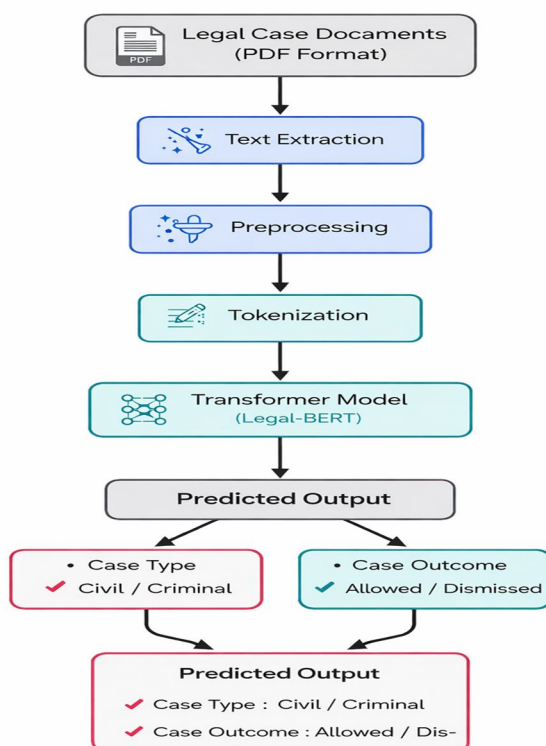 Legal Case Documents
(PDF Format)
PDF
Text Extraction
Preprocessing
Tokenization
Transformer Model
(Legal-BERT)
Predicted Output
• Case Type
✔ Civil / Criminal
• Case Outcome
✔ Allowed / Dismissed
Predicted Output
✔ Case Type : Civil / Criminal
✔ Case Outcome : Allowed / Dis-